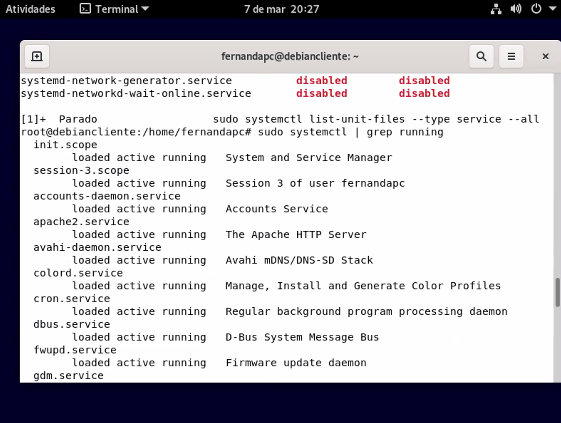 Atividades Terminal 7 de mar 20:27
fernandapc@debiancliente: ~
systemd-network-generator.service disabled disabled
systemd-networkd-wait-online.service disabled disabled
[1]+ Parado sudo systemctl list-unit-files --type service --all
root@debiancliente:/home/fernandapc# sudo systemctl | grep running
init.scope
loaded active running System and Service Manager
session-3.scope
loaded active running Session 3 of user fernandapc
accounts-daemon.service
loaded active running Accounts Service
apache2.service
loaded active running The Apache HTTP Server
avahi-daemon.service
loaded active running Avahi mDNS/DNS-SD Stack
colord.service
loaded active running Manage, Install and Generate Color Profiles
cron.service
loaded active running Regular background program processing daemon
dbus.service
loaded active running D-Bus System Message Bus
fwupd.service
loaded active running Firmware update daemon
gdm.service